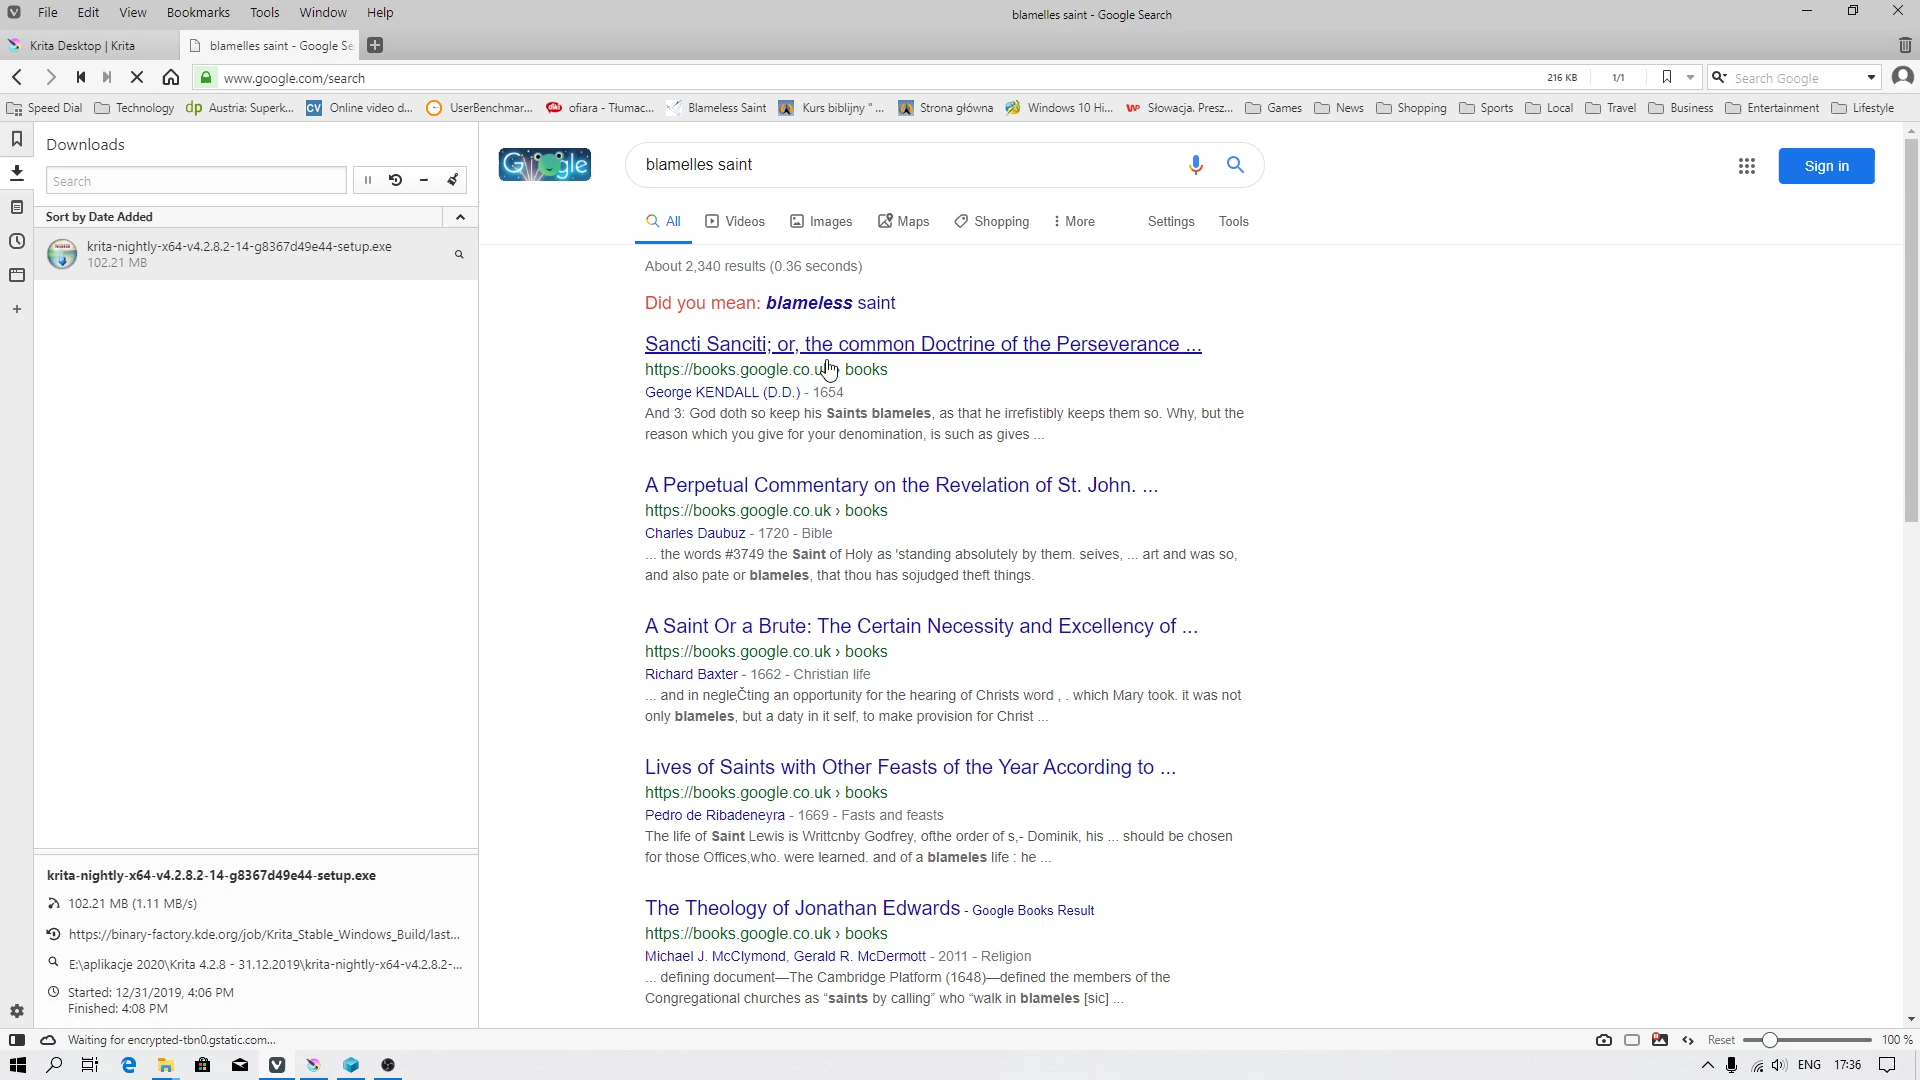 File Edit View Bookmarks Tools Window Help
blamelles saint - Google Search
Krita Desktop | Krita
blamelles saint - Google Se
www.google.com/search
216 KB
1/1
Search Google
Speed Dial
Technology
dp Austria: Superk...
CV Online video d...
UserBenchmar...
diki ofiara - Tłumac...
Blameless Saint
Kurs biblijny " ...
Strona główna
Windows 10 Hi...
Słowacja. Presz...
Games
News
Shopping
Sports
Local
Travel
Business
Entertainment
Lifestyle
Downloads
Search
Sort by Date Added
krita-nightly-x64-v4.2.8.2-14-g8367d49e44-setup.exe
102.21 MB
Google
blamelles saint
Sign in
All
Videos
Images
Maps
Shopping
More
Settings
Tools
About 2,340 results (0.36 seconds)
Did you mean: blameless saint
Sancti Sanciti; or, the common Doctrine of the Perseverance ...
https://books.google.co.uk › books
George KENDALL (D.D.) - 1654
And 3: God doth so keep his Saints blameles, as that he irrefistibly keeps them so. Why, but the
reason which you give for your denomination, is such as gives ...
A Perpetual Commentary on the Revelation of St. John. ...
https://books.google.co.uk › books
Charles Daubuz - 1720 - Bible
... the words #3749 the Saint of Holy as 'standing absolutely by them. seives, ... art and was so,
and also pate or blameles, that thou has sojudged theft things.
A Saint Or a Brute: The Certain Necessity and Excellency of ...
https://books.google.co.uk › books
Richard Baxter - 1662 - Christian life
... and in neglečting an opportunity for the hearing of Christs word , . which Mary took. it was not
only blameles, but a daty in it self, to make provision for Christ ...
Lives of Saints with Other Feasts of the Year According to ...
https://books.google.co.uk › books
Pedro de Ribadeneyra - 1669 - Fasts and feasts
The life of Saint Lewis is Writtcnby Godfrey, ofthe order of s,- Dominik, his ... should be chosen
for those Offices,who. were learned. and of a blameles life : he ...
The Theology of Jonathan Edwards - Google Books Result
https://books.google.co.uk › books
Michael J. McClymond, Gerald R. McDermott - 2011 - Religion
... defining document—The Cambridge Platform (1648)—defined the members of the
Congregational churches as “saints by calling” who “walk in blameles [sic] ...
krita-nightly-x64-v4.2.8.2-14-g8367d49e44-setup.exe
102.21 MB (1.11 MB/s)
https://binary-factory.kde.org/job/Krita_Stable_Windows_Build/last...
E:\aplikacje 2020\Krita 4.2.8 - 31.12.2019\krita-nightly-x64-v4.2.8.2-...
Started: 12/31/2019, 4:06 PM
Finished: 4:08 PM
Waiting for encrypted-tbn0.gstatic.com...
Reset
100 %
ENG
17:36